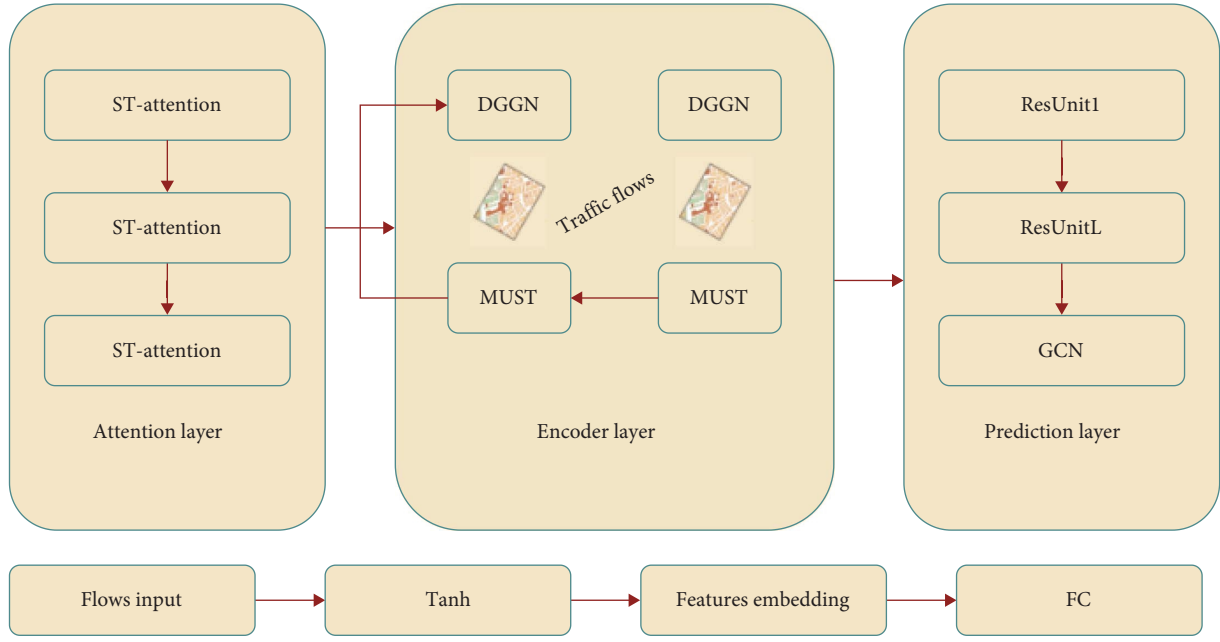 ST-attention
ST-attention
ST-attention
Attention layer
DGGN
DGGN
Traffic flows
MUST
MUST
Encoder layer
ResUnit1
ResUnitL
GCN
Prediction layer
Flows input
Tanh
Features embedding
FC